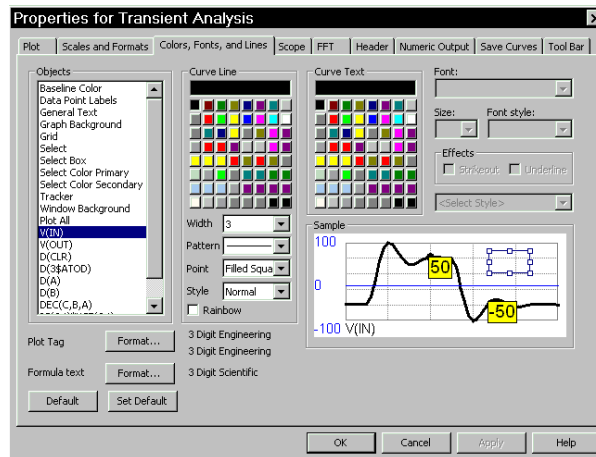 Properties for Transient Analysis
Plot Scales and Formats Colors, Fonts, and Lines Scope FFT Header Numeric Output Save Curves Tool Bar
Objects
Baseline Color
Data Point Labels
General Text
Graph Background
Grid
Select
Select Box
Select Color Primary
Select Color Secondary
Tracker
Window Background
Plot All
V(IN)
V(OUT)
D(CLR)
D(3$ATOD)
D(A)
D(B)
DEC(C,B,A)
Curve Line
Width 3
Pattern
Point Filled Squa
Style Normal
Rainbow
Curve Text
Font:
Size: Font style:
Effects
Strikeout Underline
<Select Style>
Sample
100
50
0
-50
-100 V(IN)
Plot Tag Format... 3 Digit Engineering
3 Digit Engineering
Formula text Format... 3 Digit Scientific
Default Set Default
OK Cancel Apply Help